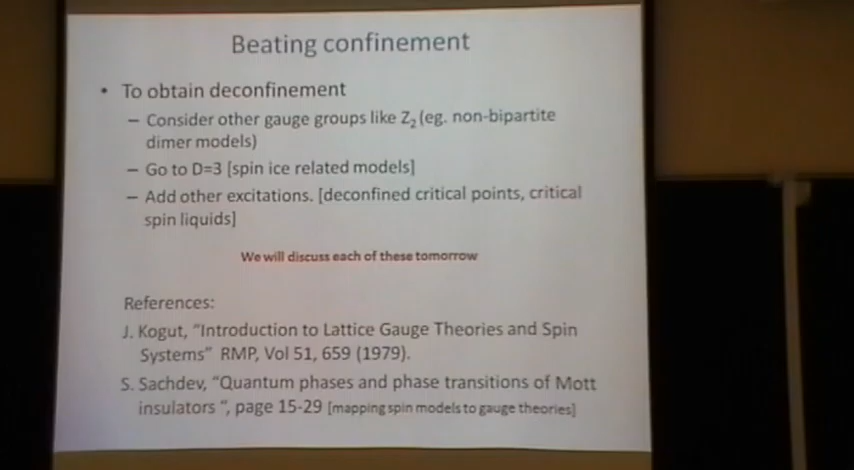 Beating confinement
• To obtain deconfinement
– Consider other gauge groups like Z₂ (eg. non-bipartite
dimer models)
– Go to D=3 [spin ice related models]
– Add other excitations. [deconfined critical points, critical
spin liquids]
We will discuss each of these tomorrow
References:
J. Kogut, "Introduction to Lattice Gauge Theories and Spin
Systems" RMP, Vol 51, 659 (1979).
S. Sachdev, "Quantum phases and phase transitions of Mott
insulators ", page 15-29 [mapping spin models to gauge theories]